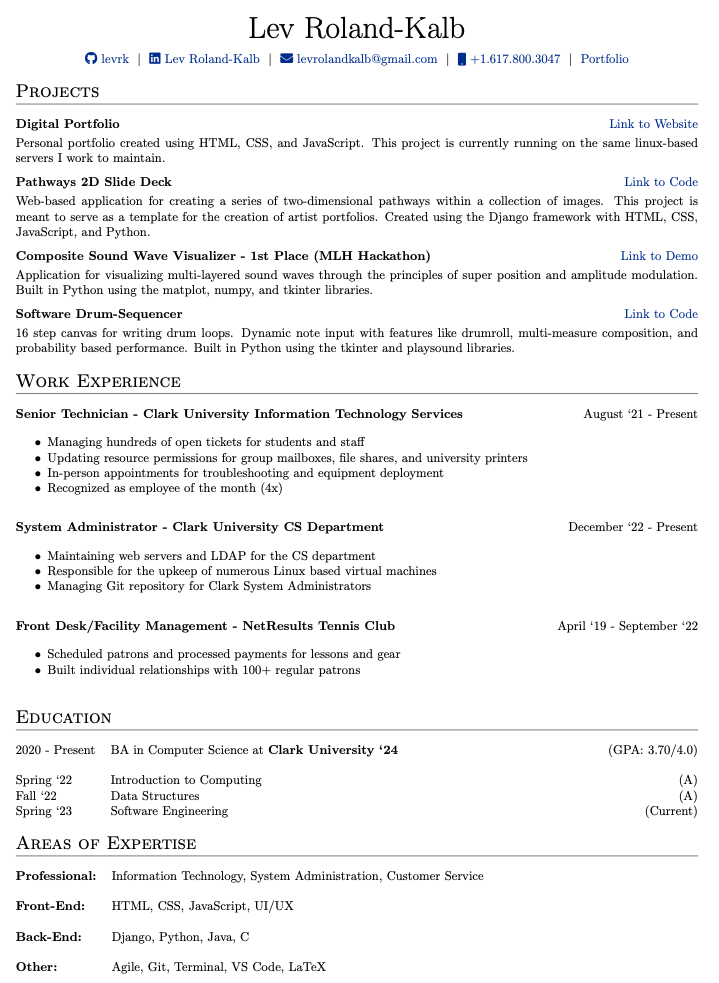 Lev Roland-Kalb
levrk | Lev Roland-Kalb | levrolandkalb@gmail.com | +1.617.800.3047 | Portfolio
Projects
Digital Portfolio Link to Website
Personal portfolio created using HTML, CSS, and JavaScript. This project is currently running on the same linux-based
servers I work to maintain.
Pathways 2D Slide Deck Link to Code
Web-based application for creating a series of two-dimensional pathways within a collection of images. This project is
meant to serve as a template for the creation of artist portfolios. Created using the Django framework with HTML, CSS,
JavaScript, and Python.
Composite Sound Wave Visualizer - 1st Place (MLH Hackathon) Link to Demo
Application for visualizing multi-layered sound waves through the principles of super position and amplitude modulation.
Built in Python using the matplot, numpy, and tkinter libraries.
Software Drum-Sequencer Link to Code
16 step canvas for writing drum loops. Dynamic note input with features like drumroll, multi-measure composition, and
probability based performance. Built in Python using the tkinter and playsound libraries.
Work Experience
Senior Technician - Clark University Information Technology Services August ‘21 - Present
• Managing hundreds of open tickets for students and staff
• Updating resource permissions for group mailboxes, file shares, and university printers
• In-person appointments for troubleshooting and equipment deployment
• Recognized as employee of the month (4x)
System Administrator - Clark University CS Department December ‘22 - Present
• Maintaining web servers and LDAP for the CS department
• Responsible for the upkeep of numerous Linux based virtual machines
• Managing Git repository for Clark System Administrators
Front Desk/Facility Management - NetResults Tennis Club April ‘19 - September ‘22
• Scheduled patrons and processed payments for lessons and gear
• Built individual relationships with 100+ regular patrons
Education
2020 - Present BA in Computer Science at Clark University ‘24 (GPA: 3.70/4.0)
Spring ‘22 Introduction to Computing (A)
Fall ‘22 Data Structures (A)
Spring ‘23 Software Engineering (Current)
Areas of Expertise
Professional: Information Technology, System Administration, Customer Service
Front-End: HTML, CSS, JavaScript, UI/UX
Back-End: Django, Python, Java, C
Other: Agile, Git, Terminal, VS Code, LaTeX